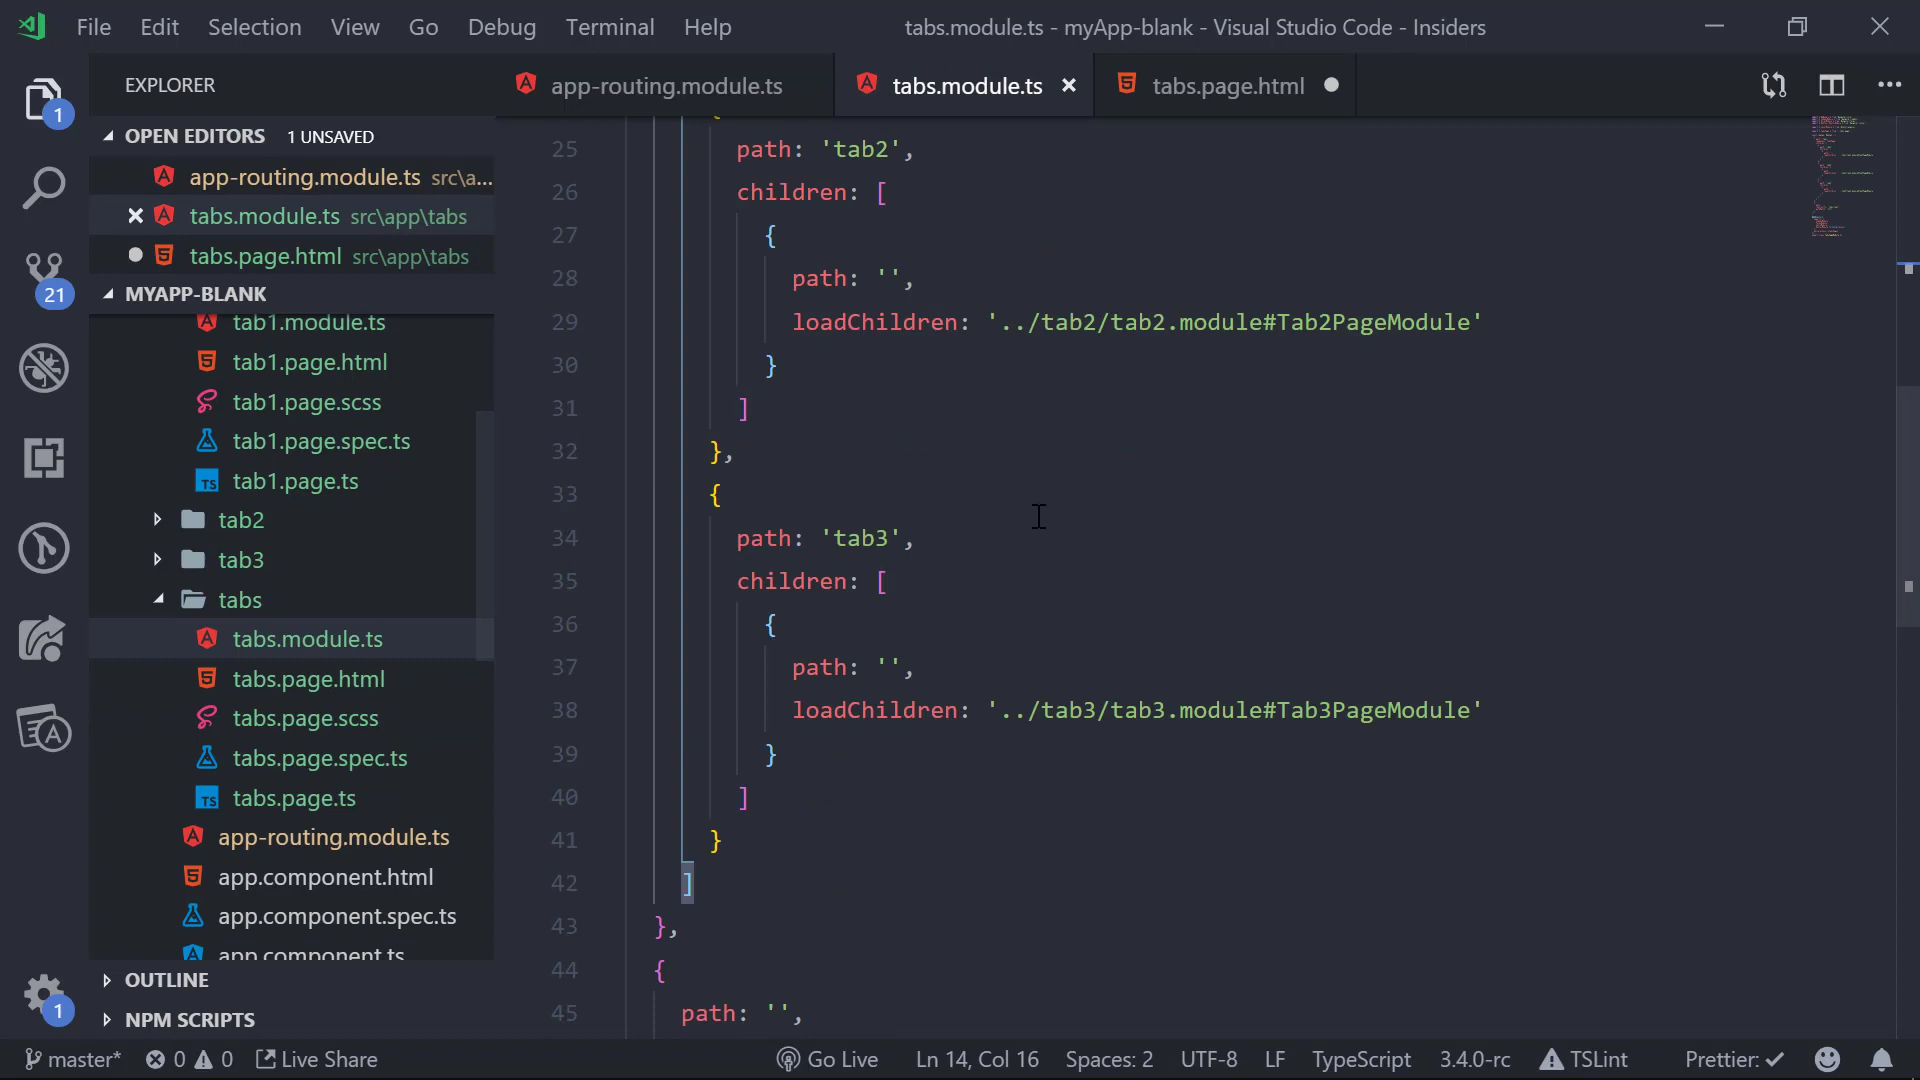 File Edit Selection View Go Debug Terminal Help
tabs.module.ts - myApp-blank - Visual Studio Code - Insiders
EXPLORER
app-routing.module.ts
tabs.module.ts
tabs.page.html
1
OPEN EDITORS 1 UNSAVED
app-routing.module.ts src\a...
tabs.module.ts src\app\tabs
tabs.page.html src\app\tabs
21
MYAPP-BLANK
tab1.module.ts
tab1.page.html
tab1.page.scss
tab1.page.spec.ts
TS tab1.page.ts
tab2
tab3
tabs
tabs.module.ts
tabs.page.html
tabs.page.scss
tabs.page.spec.ts
TS tabs.page.ts
app-routing.module.ts
app.component.html
app.component.spec.ts
app.component.ts
OUTLINE
NPM SCRIPTS
1
25 path: 'tab2',
26 children: [
27 {
28 path: '',
29 loadChildren: '../tab2/tab2.module#Tab2PageModule'
30 }
31 ]
32 },
33 {
34 path: 'tab3',
35 children: [
36 {
37 path: '',
38 loadChildren: '../tab3/tab3.module#Tab3PageModule'
39 }
40 ]
41 }
42 ]
43 },
44 {
45 path: '',
master* 0 0 Live Share Go Live Ln 14, Col 16 Spaces: 2 UTF-8 LF TypeScript 3.4.0-rc TSLint Prettier: ✓